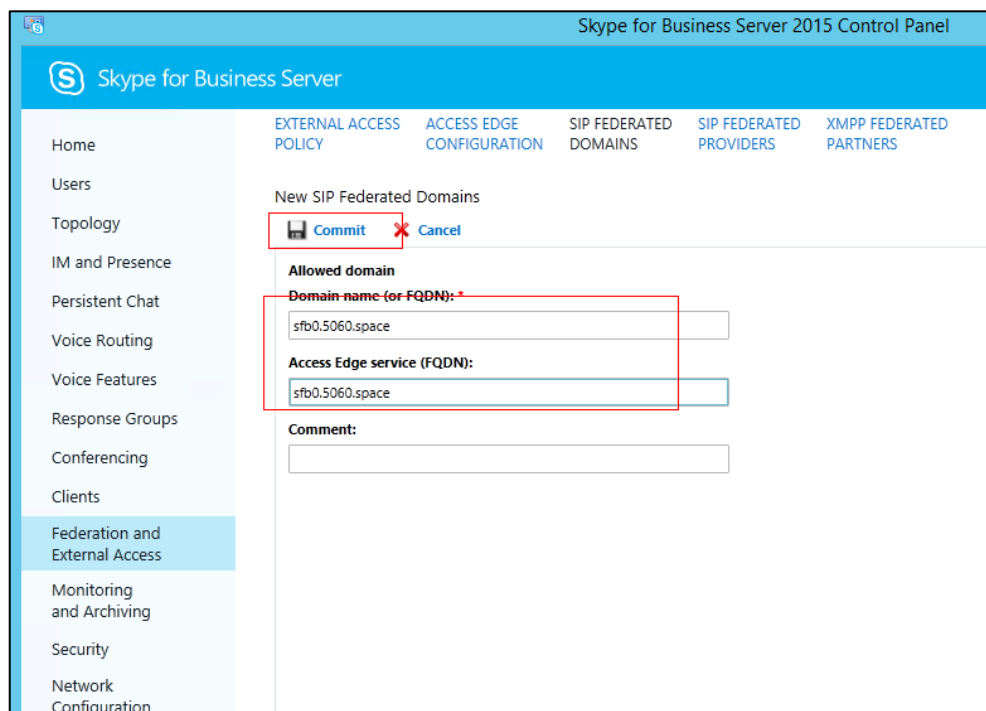 Skype for Business Server 2015 Control Panel
Skype for Business Server
Home
Users
Topology
IM and Presence
Persistent Chat
Voice Routing
Voice Features
Response Groups
Conferencing
Clients
Federation and
External Access
Monitoring
and Archiving
Security
Network
Configuration
EXTERNAL ACCESS
POLICY
ACCESS EDGE
CONFIGURATION
SIP FEDERATED
DOMAINS
SIP FEDERATED
PROVIDERS
XMPP FEDERATED
PARTNERS
New SIP Federated Domains
Commit
Cancel
Allowed domain
Domain name (or FQDN): *
sfb0.5060.space
Access Edge service (FQDN):
sfb0.5060.space
Comment: